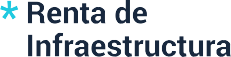 * Renta de
Infraestructura